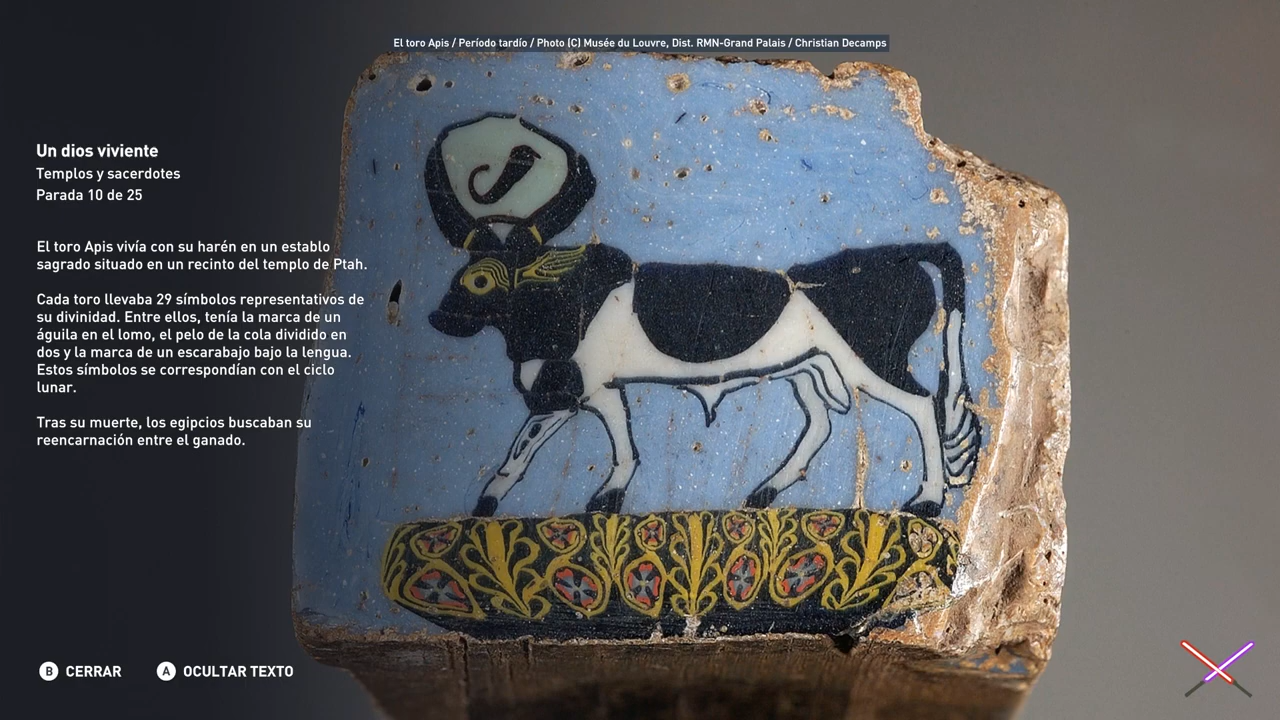 El toro Apis / Período tardío / Photo (C) Musée du Louvre, Dist. RMN-Grand Palais / Christian Decamps
Un dios viviente
Templos y sacerdotes
Parada 10 de 25
El toro Apis vivía con su harén en un establo
sagrado situado en un recinto del templo de Ptah.
Cada toro llevaba 29 símbolos representativos de
su divinidad. Entre ellos, tenía la marca de un
águila en el lomo, el pelo de la cola dividido en
dos y la marca de un escarabajo bajo la lengua.
Estos símbolos se correspondían con el ciclo
lunar.
Tras su muerte, los egipcios buscaban su
reencarnación entre el ganado.
B CERRAR A OCULTAR TEXTO